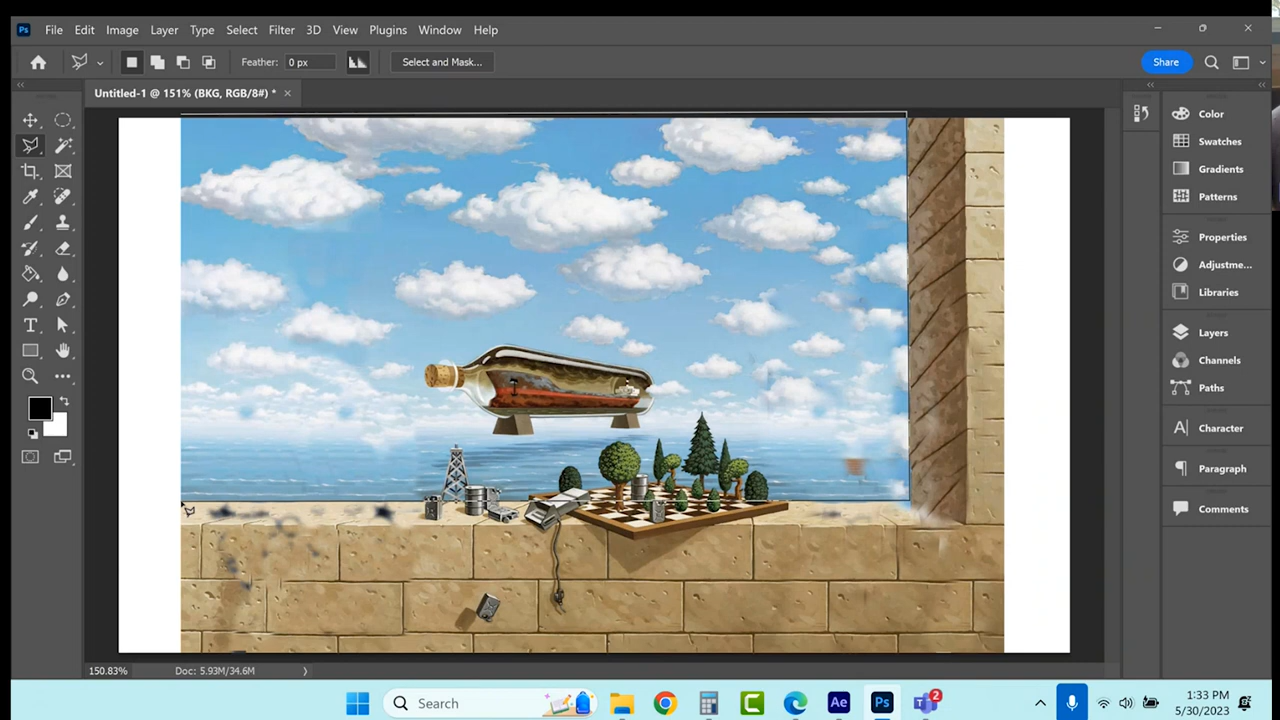 Ps File Edit Image Layer Type Select Filter 3D View Plugins Window Help
Feather: 0 px Select and Mask... Share
Untitled-1 @ 151% (BKG, RGB/8#) * ×
Color
Swatches
Gradients
Patterns
Properties
Adjustme...
Libraries
Layers
Channels
Paths
Character
Paragraph
Comments
150.83% Doc: 5.93M/34.6M
Search
Ae Ps 2
1:33 PM
5/30/2023